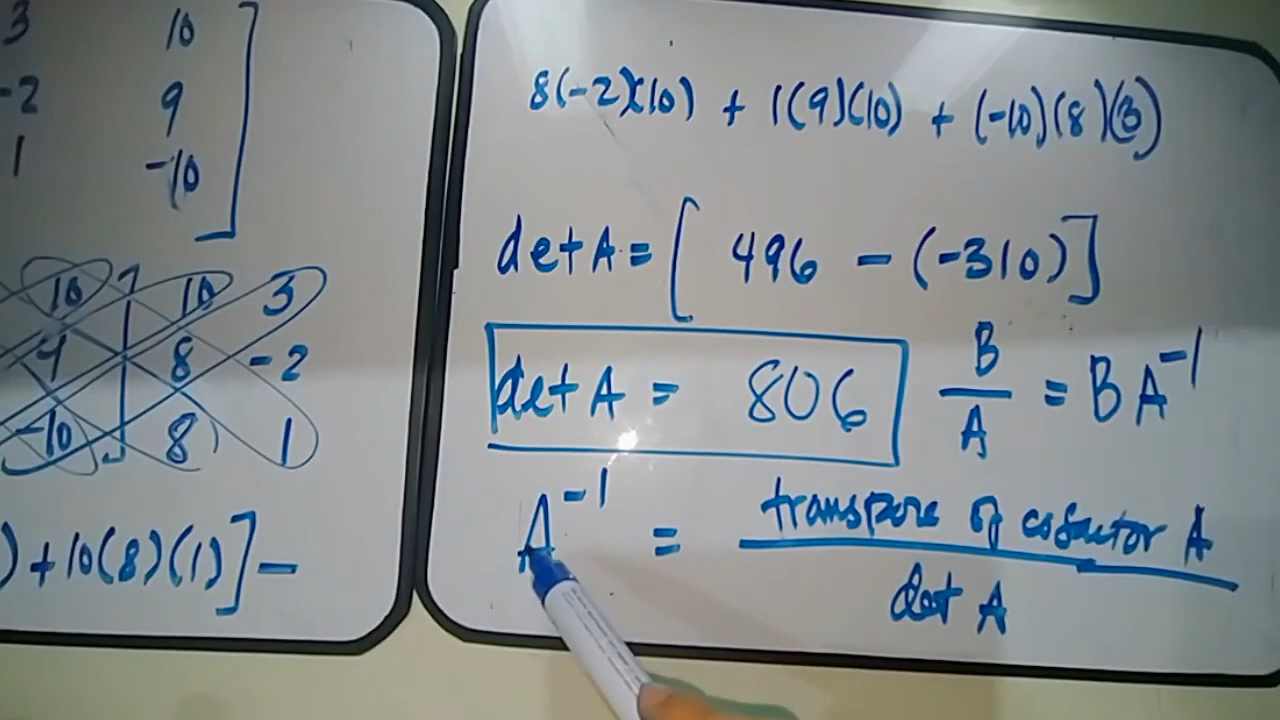 3 10
-2 9
1 -10
10 10 3
8 -2
-10 8 1
) + 10(8)(1)] -
8(-2)(10) + 1(9)(10) + (-10)(8)(3)
det A = [ 496 - (-310)]
det A = 806
B/A = BA⁻¹
A⁻¹ = transpore of cofactor A / det A